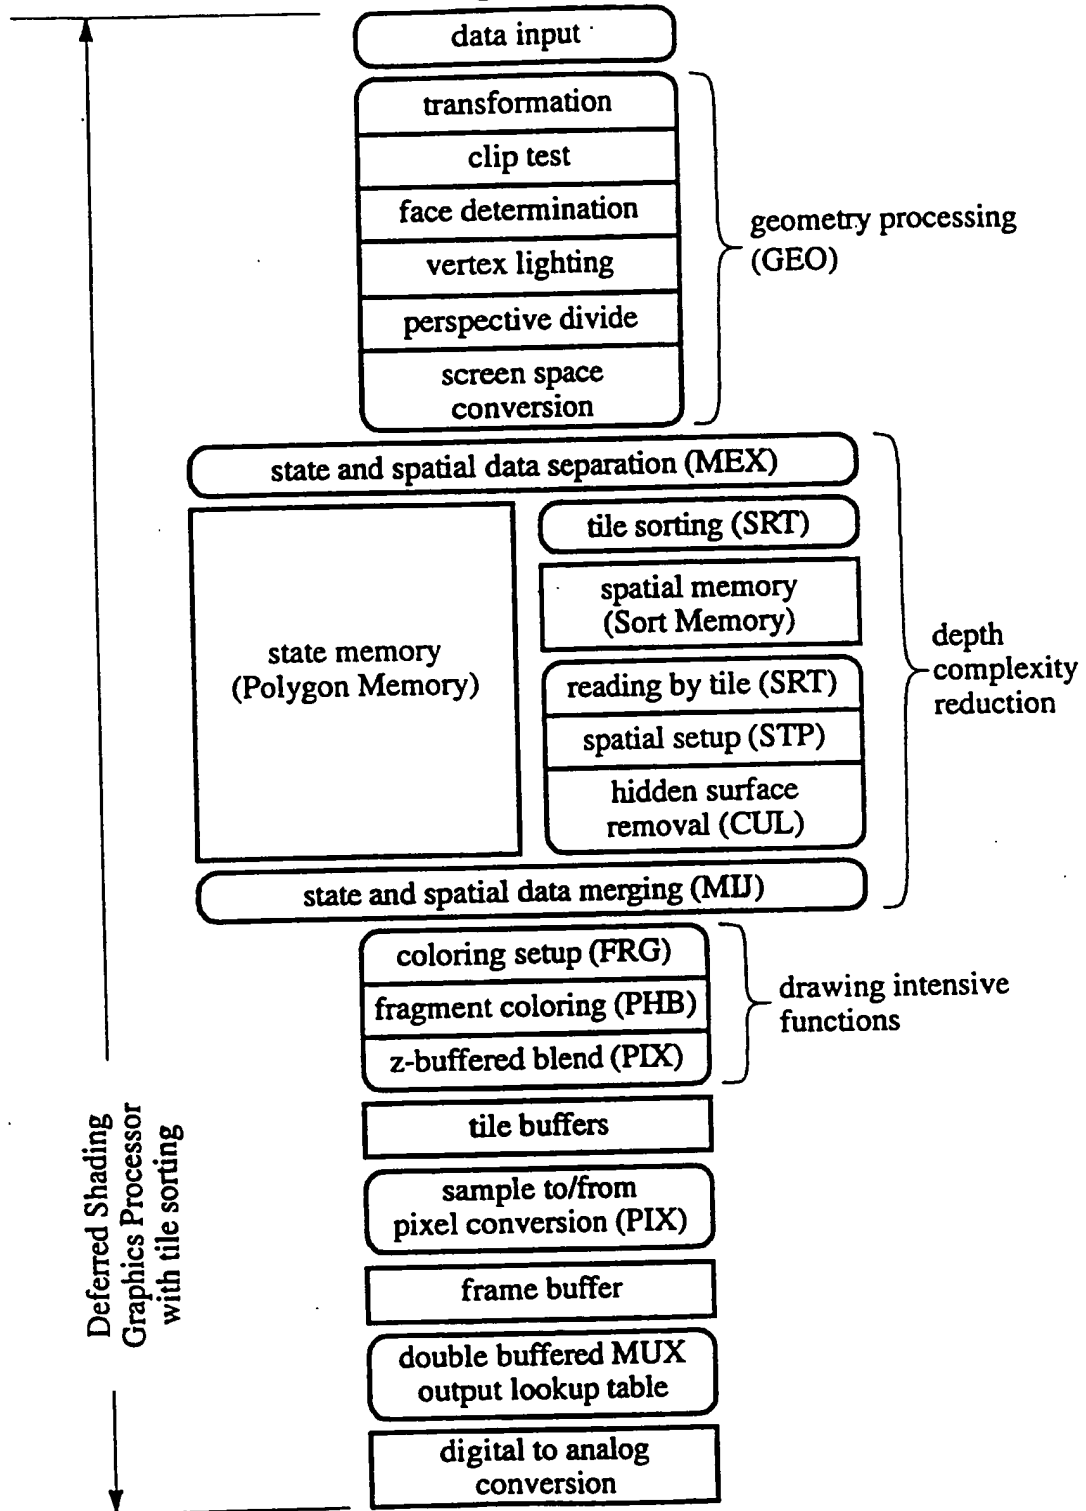 data input
transformation
clip test
face determination
vertex lighting
perspective divide
screen space
conversion
geometry processing
(GEO)
state and spatial data separation (MEX)
state memory
(Polygon Memory)
tile sorting (SRT)
spatial memory
(Sort Memory)
reading by tile (SRT)
spatial setup (STP)
hidden surface
removal (CUL)
depth
complexity
reduction
state and spatial data merging (MIJ)
coloring setup (FRG)
fragment coloring (PHB)
z-buffered blend (PIX)
drawing intensive
functions
tile buffers
sample to/from
pixel conversion (PIX)
frame buffer
double buffered MUX
output lookup table
digital to analog
conversion
Deferred Shading
Graphics Processor
with tile sorting